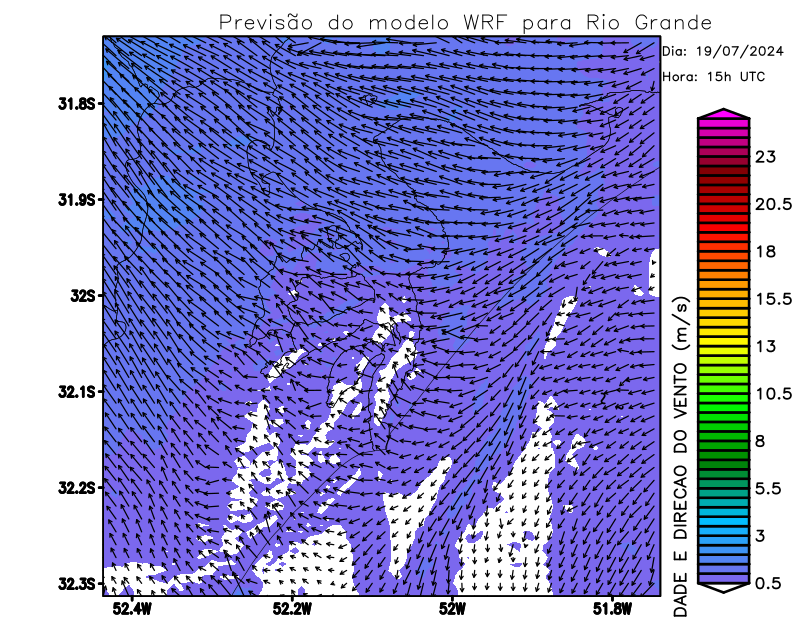 Previsão do modelo WRF para Rio Grande
Dia: 19/07/2024
Hora: 15h UTC
31.8S
31.9S
32S
32.1S
32.2S
32.3S
52.4W
52.2W
52W
51.8W
23
20.5
18
15.5
13
10.5
8
5.5
3
0.5
DADE E DIRECAO DO VENTO (m/s)